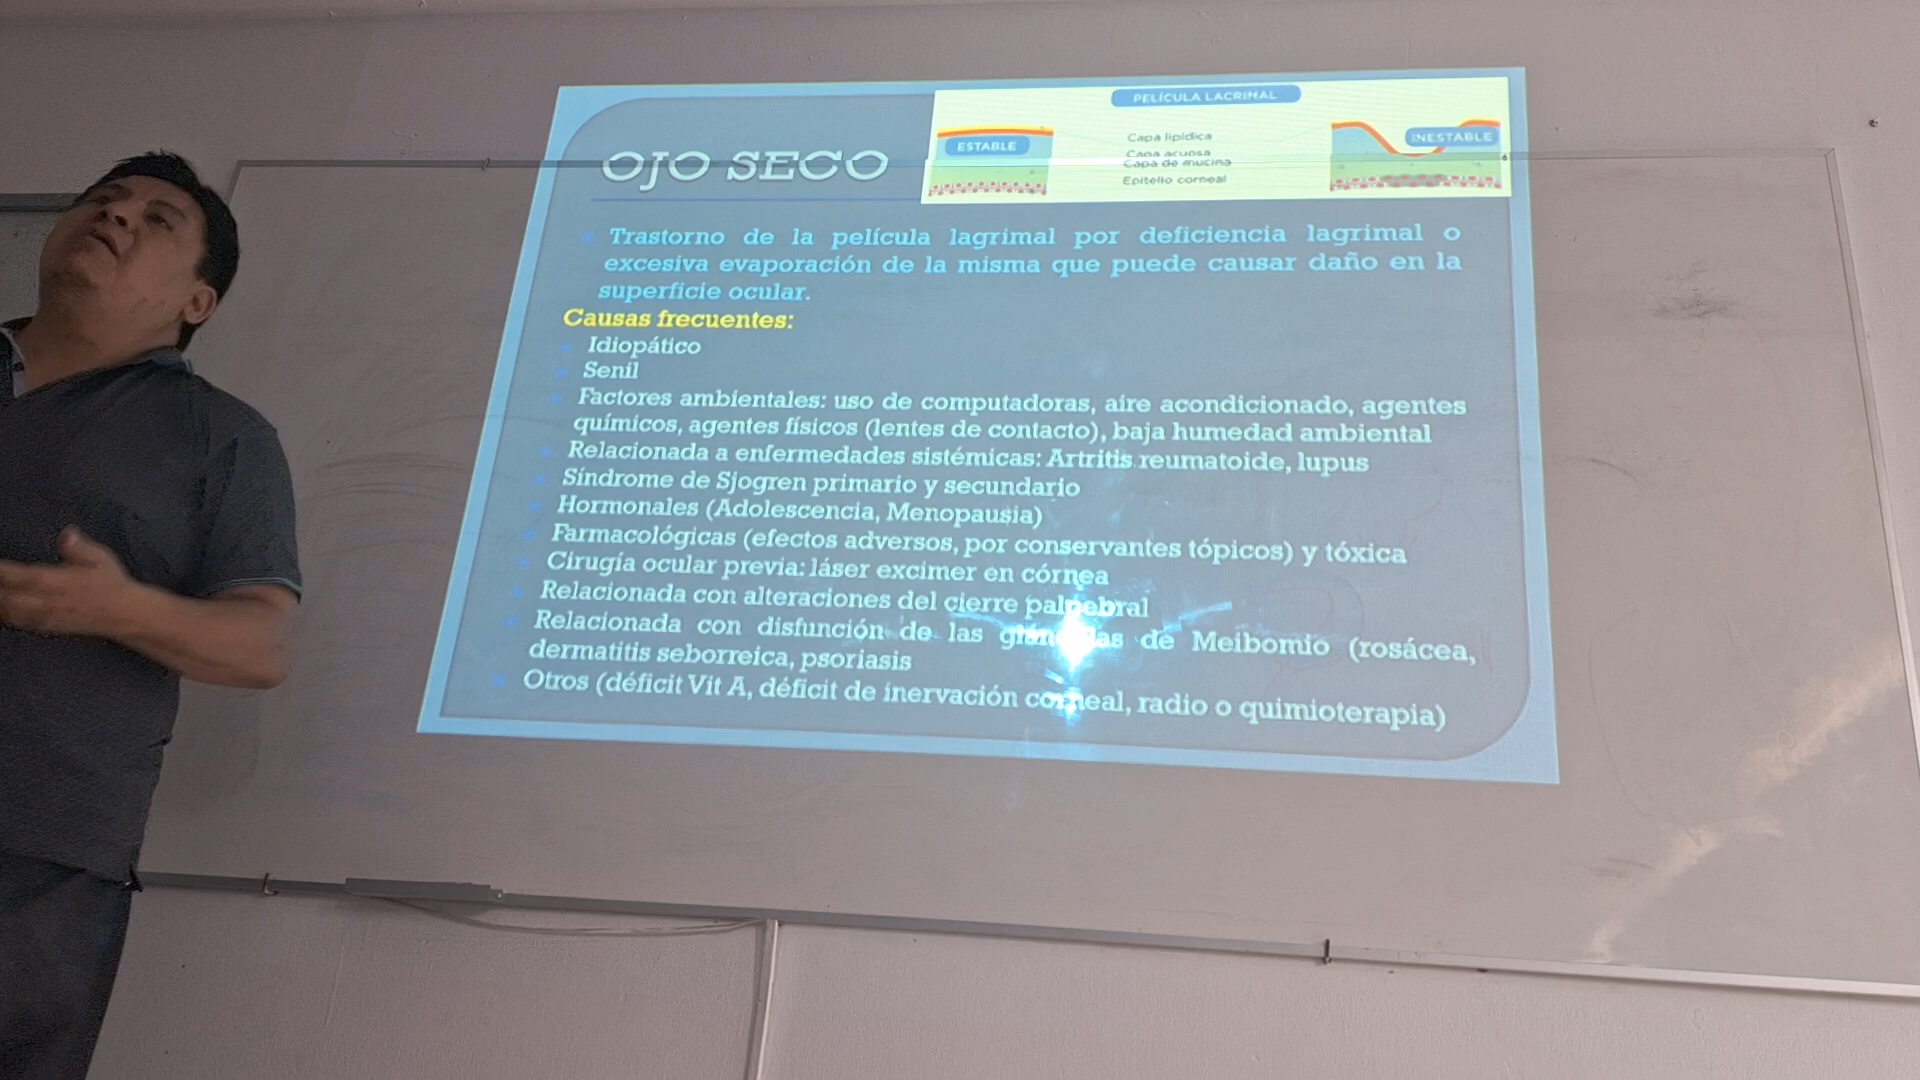 PELÍCULA LACRIMAL
ESTABLE
Capa lipídica
Capa acuosa
Capa de mucina
Epitelio corneal
INESTABLE
OJO SECO
Trastorno de la película lagrimal por deficiencia lagrimal o
excesiva evaporación de la misma que puede causar daño en la
superficie ocular.
Causas frecuentes:
Idiopático
Senil
Factores ambientales: uso de computadoras, aire acondicionado, agentes
químicos, agentes físicos (lentes de contacto), baja humedad ambiental
Relacionada a enfermedades sistémicas: Artritis reumatoide, lupus
Síndrome de Sjogren primario y secundario
Hormonales (Adolescencia, Menopausia)
Farmacológicas (efectos adversos, por conservantes tópicos) y tóxica
Cirugía ocular previa: láser excimer en córnea
Relacionada con alteraciones del cierre palpebral
Relacionada con disfunción de las glándulas de Meibomio (rosácea,
dermatitis seborreica, psoriasis
Otros (déficit Vit A, déficit de inervación corneal, radio o quimioterapia)